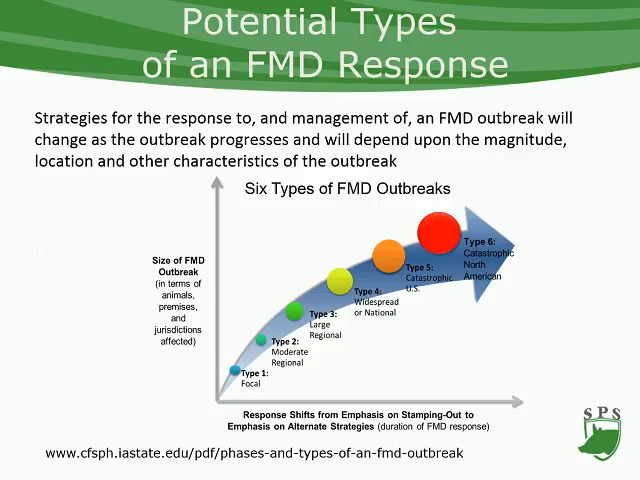 Potential Types
of an FMD Response
Strategies for the response to, and management of, an FMD outbreak will
change as the outbreak progresses and will depend upon the magnitude,
location and other characteristics of the outbreak
Six Types of FMD Outbreaks
Size of FMD
Outbreak
(in terms of
animals,
premises,
and
jurisdictions
affected)
Type 6:
Catastrophic
North
American
Type 5:
Catastrophic
U.S.
Type 4:
Widespread
or National
Type 3:
Large
Regional
Type 2:
Moderate
Regional
Type 1:
Focal
Response Shifts from Emphasis on Stamping-Out to
Emphasis on Alternate Strategies (duration of FMD response)
SPS
www.cfsph.iastate.edu/pdf/phases-and-types-of-an-fmd-outbreak